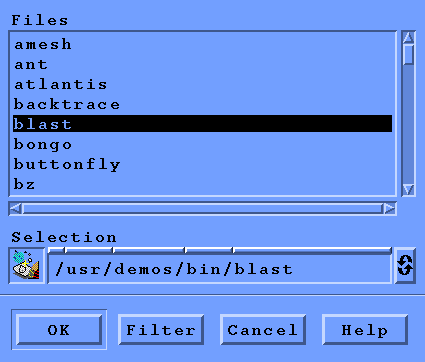 Files
amesh
ant
atlantis
backtrace
blast
bongo
buttonfly
bz
Selection
/usr/demos/bin/blast
OK Filter Cancel Help